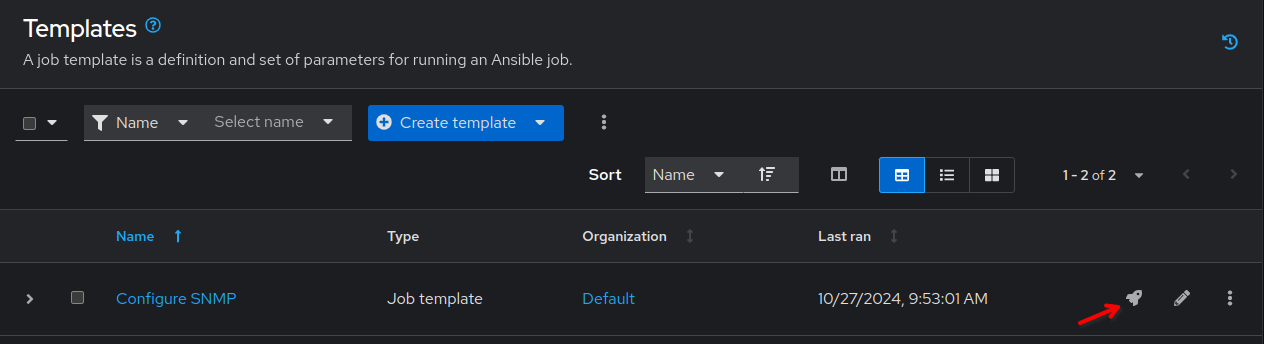 Templates
A job template is a definition and set of parameters for running an Ansible job.
Name Select name Create template
Sort Name 1 - 2 of 2
Name Type Organization Last ran
Configure SNMP Job template Default 10/27/2024, 9:53:01 AM